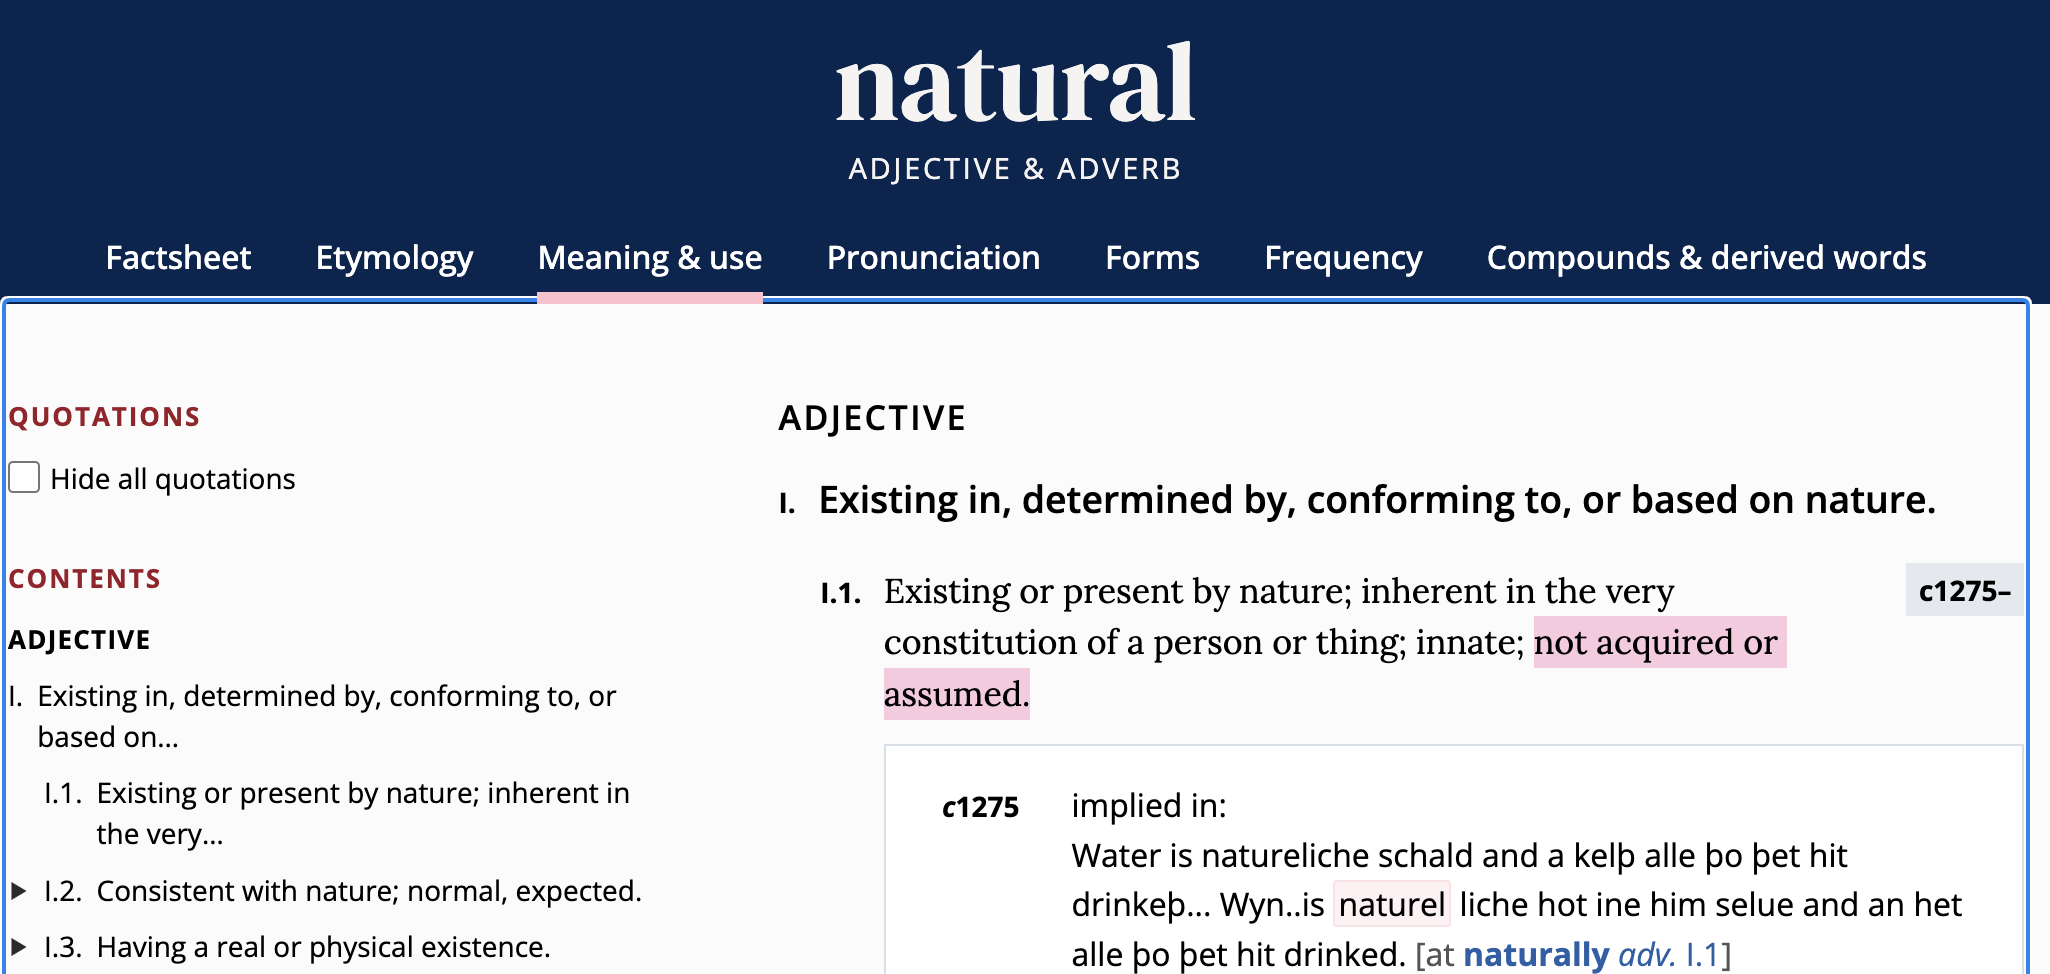 natural
ADJECTIVE & ADVERB
Factsheet Etymology Meaning & use Pronunciation Forms Frequency Compounds & derived words
QUOTATIONS
Hide all quotations
CONTENTS
ADJECTIVE
I. Existing in, determined by, conforming to, or
based on…
I.1. Existing or present by nature; inherent in
the very…
I.2. Consistent with nature; normal, expected.
I.3. Having a real or physical existence.
ADJECTIVE
I. Existing in, determined by, conforming to, or based on nature.
I.1. Existing or present by nature; inherent in the very
c1275–
constitution of a person or thing; innate; not acquired or
assumed.
c1275 implied in:
Water is natureliche schald and a kelþ alle þo þet hit
drinkeþ... Wyn..is naturel liche hot ine him selue and an het
alle þo þet hit drinked. [at naturally adv. I.1]